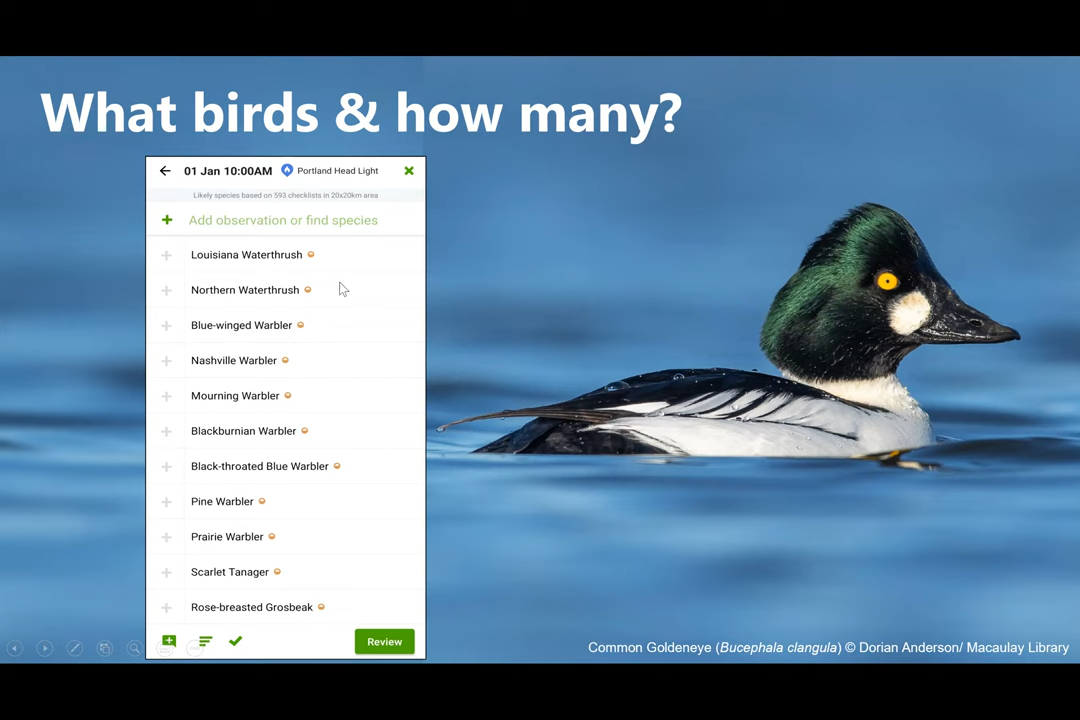 What birds & how many?
01 Jan 10:00AM Portland Head Light
Likely species based on 593 checklists in 20x20km area
Add observation or find species
Louisiana Waterthrush
Northern Waterthrush
Blue-winged Warbler
Nashville Warbler
Mourning Warbler
Blackburnian Warbler
Black-throated Blue Warbler
Pine Warbler
Prairie Warbler
Scarlet Tanager
Rose-breasted Grosbeak
Review
Common Goldeneye (Bucephala clangula) © Dorian Anderson/ Macaulay Library